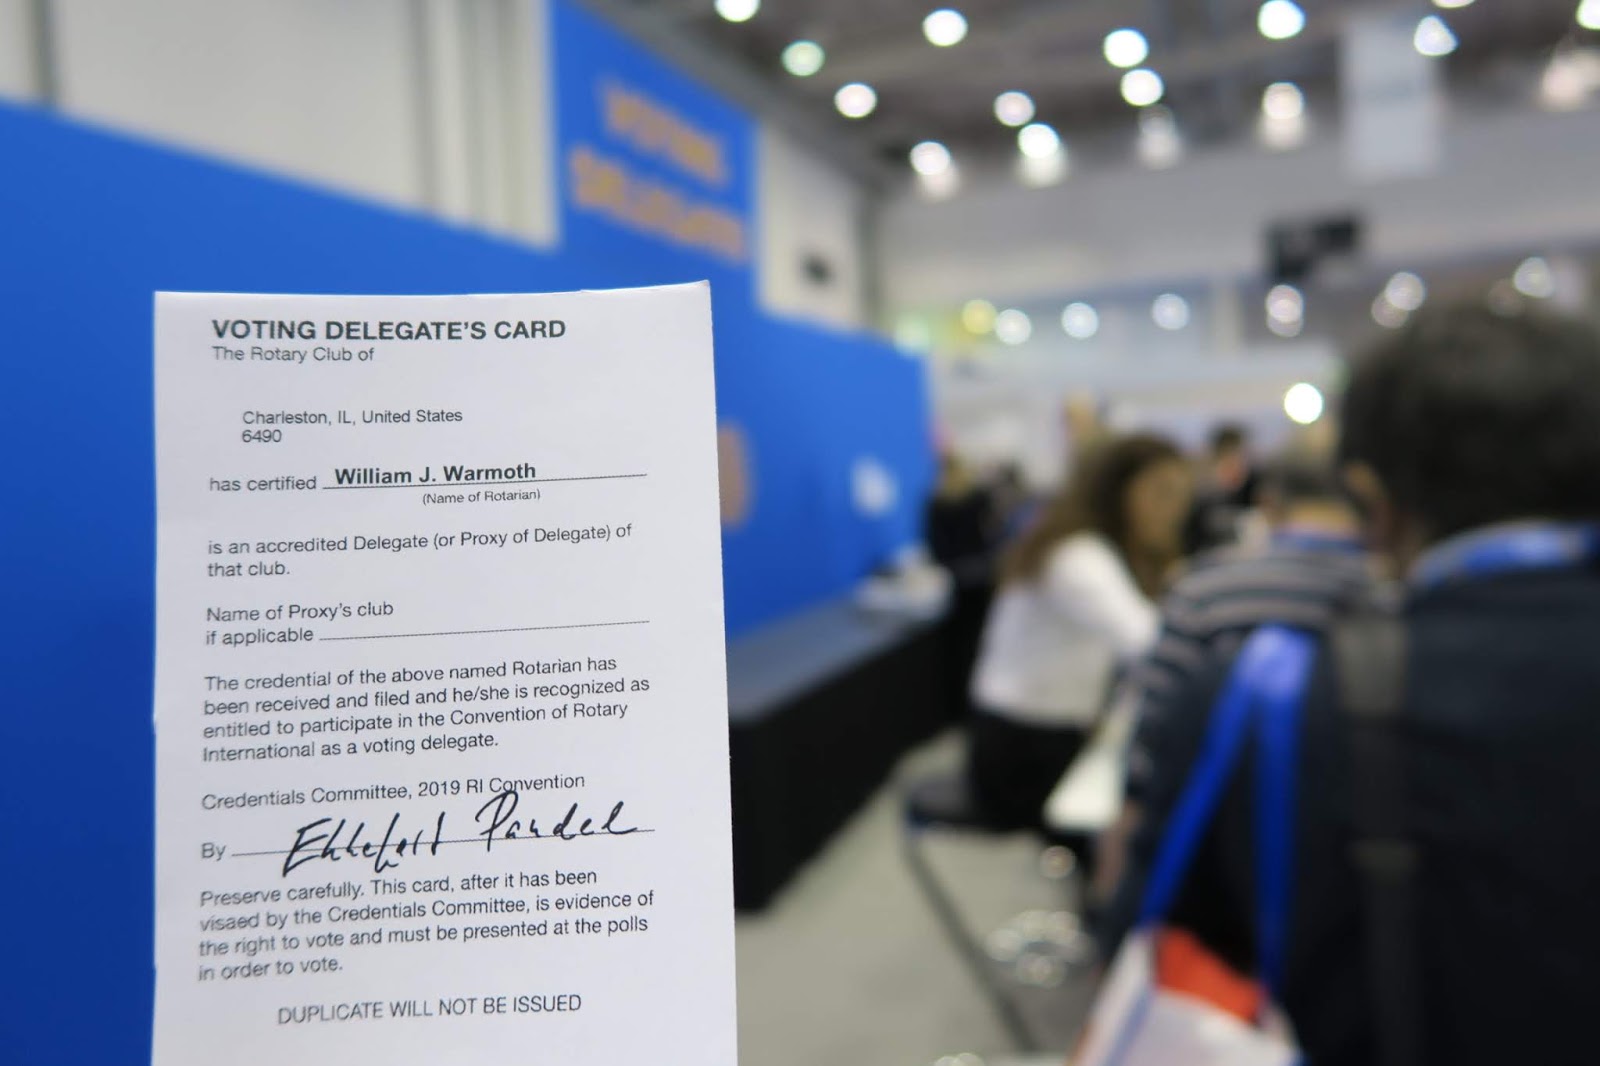 VOTING
DELEGATE
VOTING DELEGATE'S CARD
The Rotary Club of
Charleston, IL, United States
6490
has certified William J. Warmoth
(Name of Rotarian)
is an accredited Delegate (or Proxy of Delegate) of
that club.
Name of Proxy's club
if applicable
The credential of the above named Rotarian has
been received and filed and he/she is recognized as
entitled to participate in the Convention of Rotary
International as a voting delegate.
Credentials Committee, 2019 RI Convention
By
Preserve carefully. This card, after it has been
visaed by the Credentials Committee, is evidence of
the right to vote and must be presented at the polls
in order to vote.
DUPLICATE WILL NOT BE ISSUED